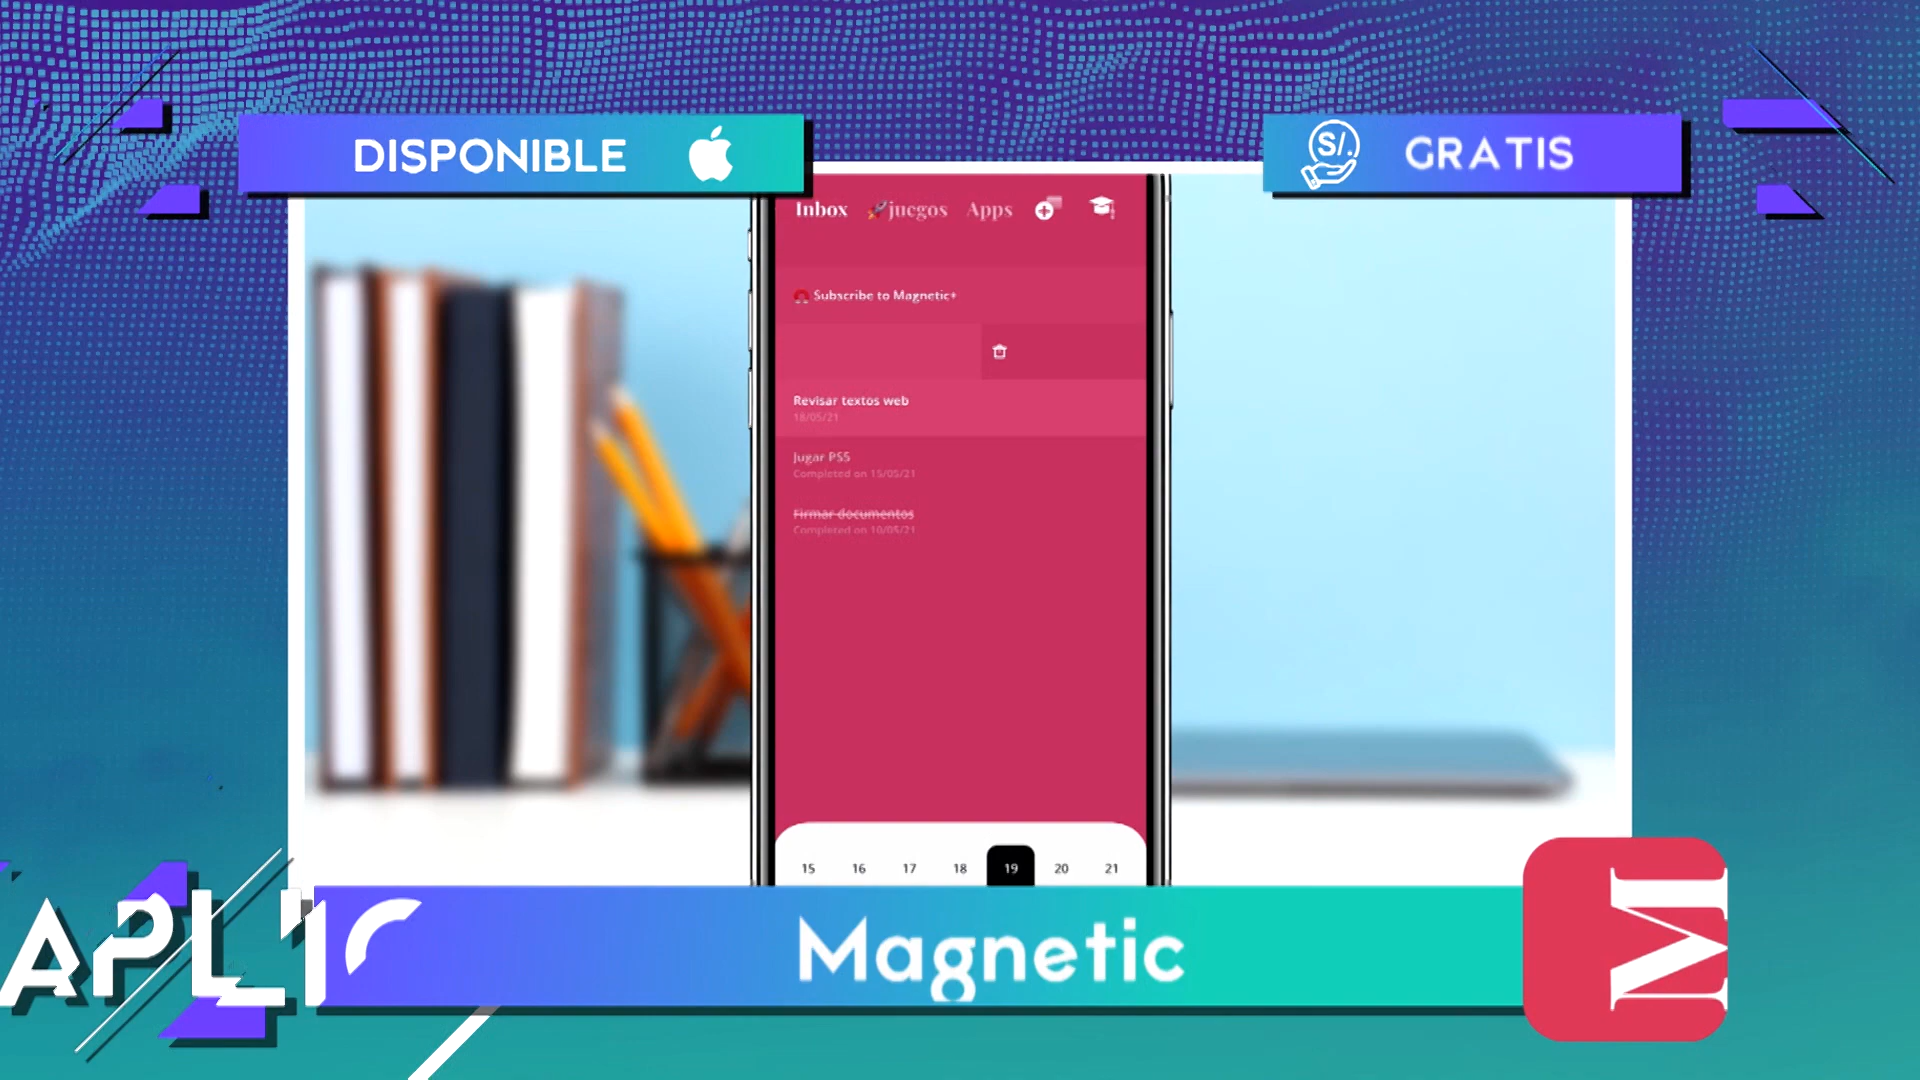 DISPONIBLE
S/. GRATIS
Inbox 🚀juegos Apps
Subscribe to Magnetic+
Revisar textos web
18/05/21
Jugar PS5
Completed on 15/05/21
Firmar documentos
Completed on 10/05/21
15 16 17 18 19 20 21
Magnetic
M